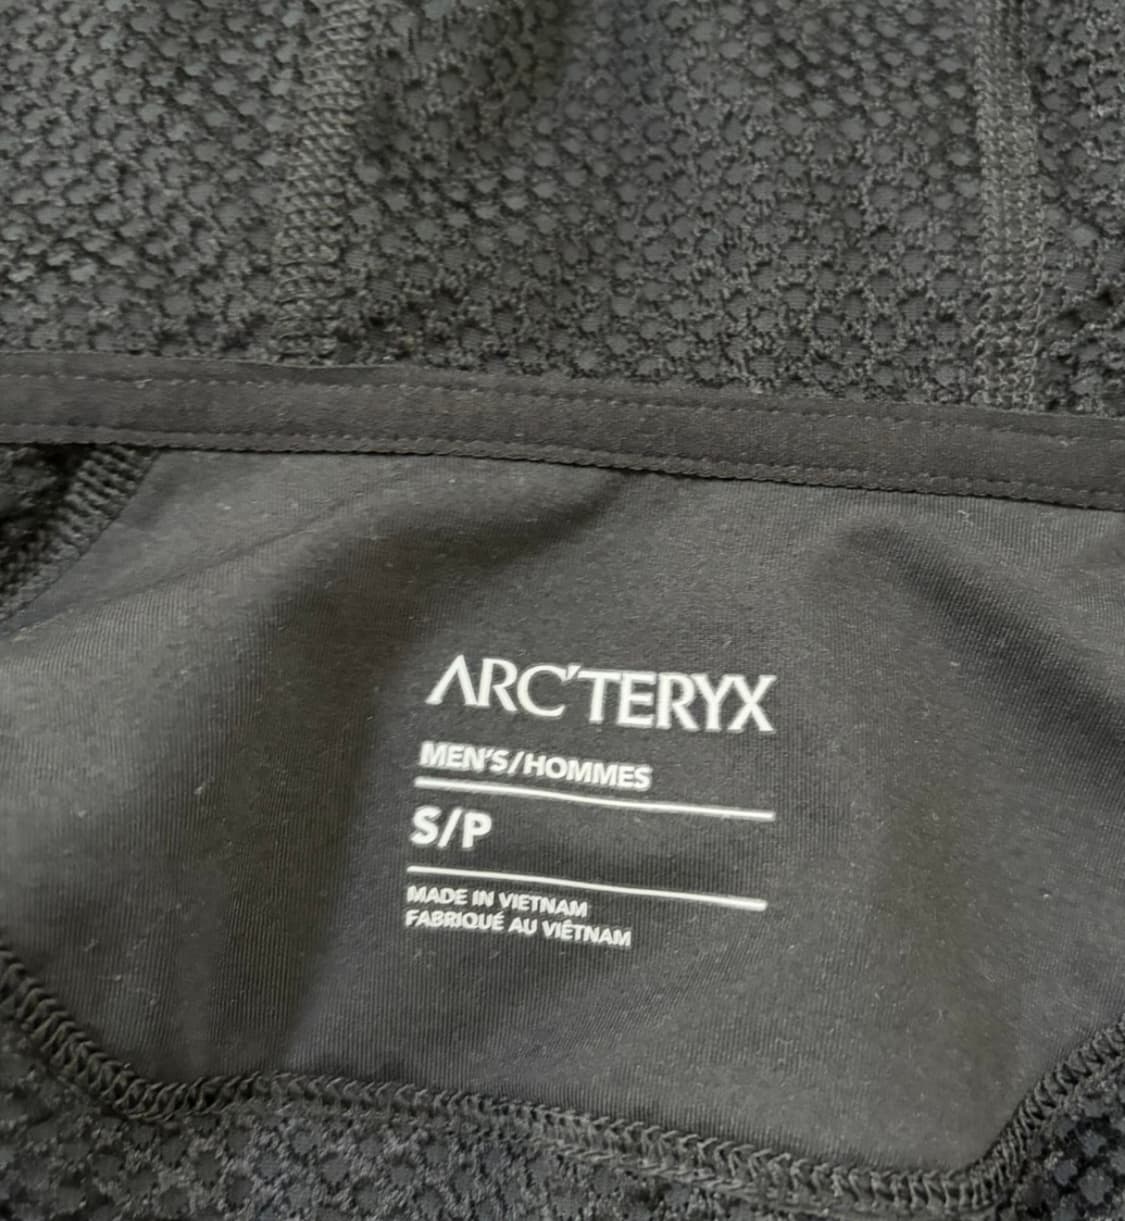 ARC'TERYX
MEN'S/HOMMES
S/P
MADE IN VIETNAM
FABRIQUÉ AU VIÊTNAM